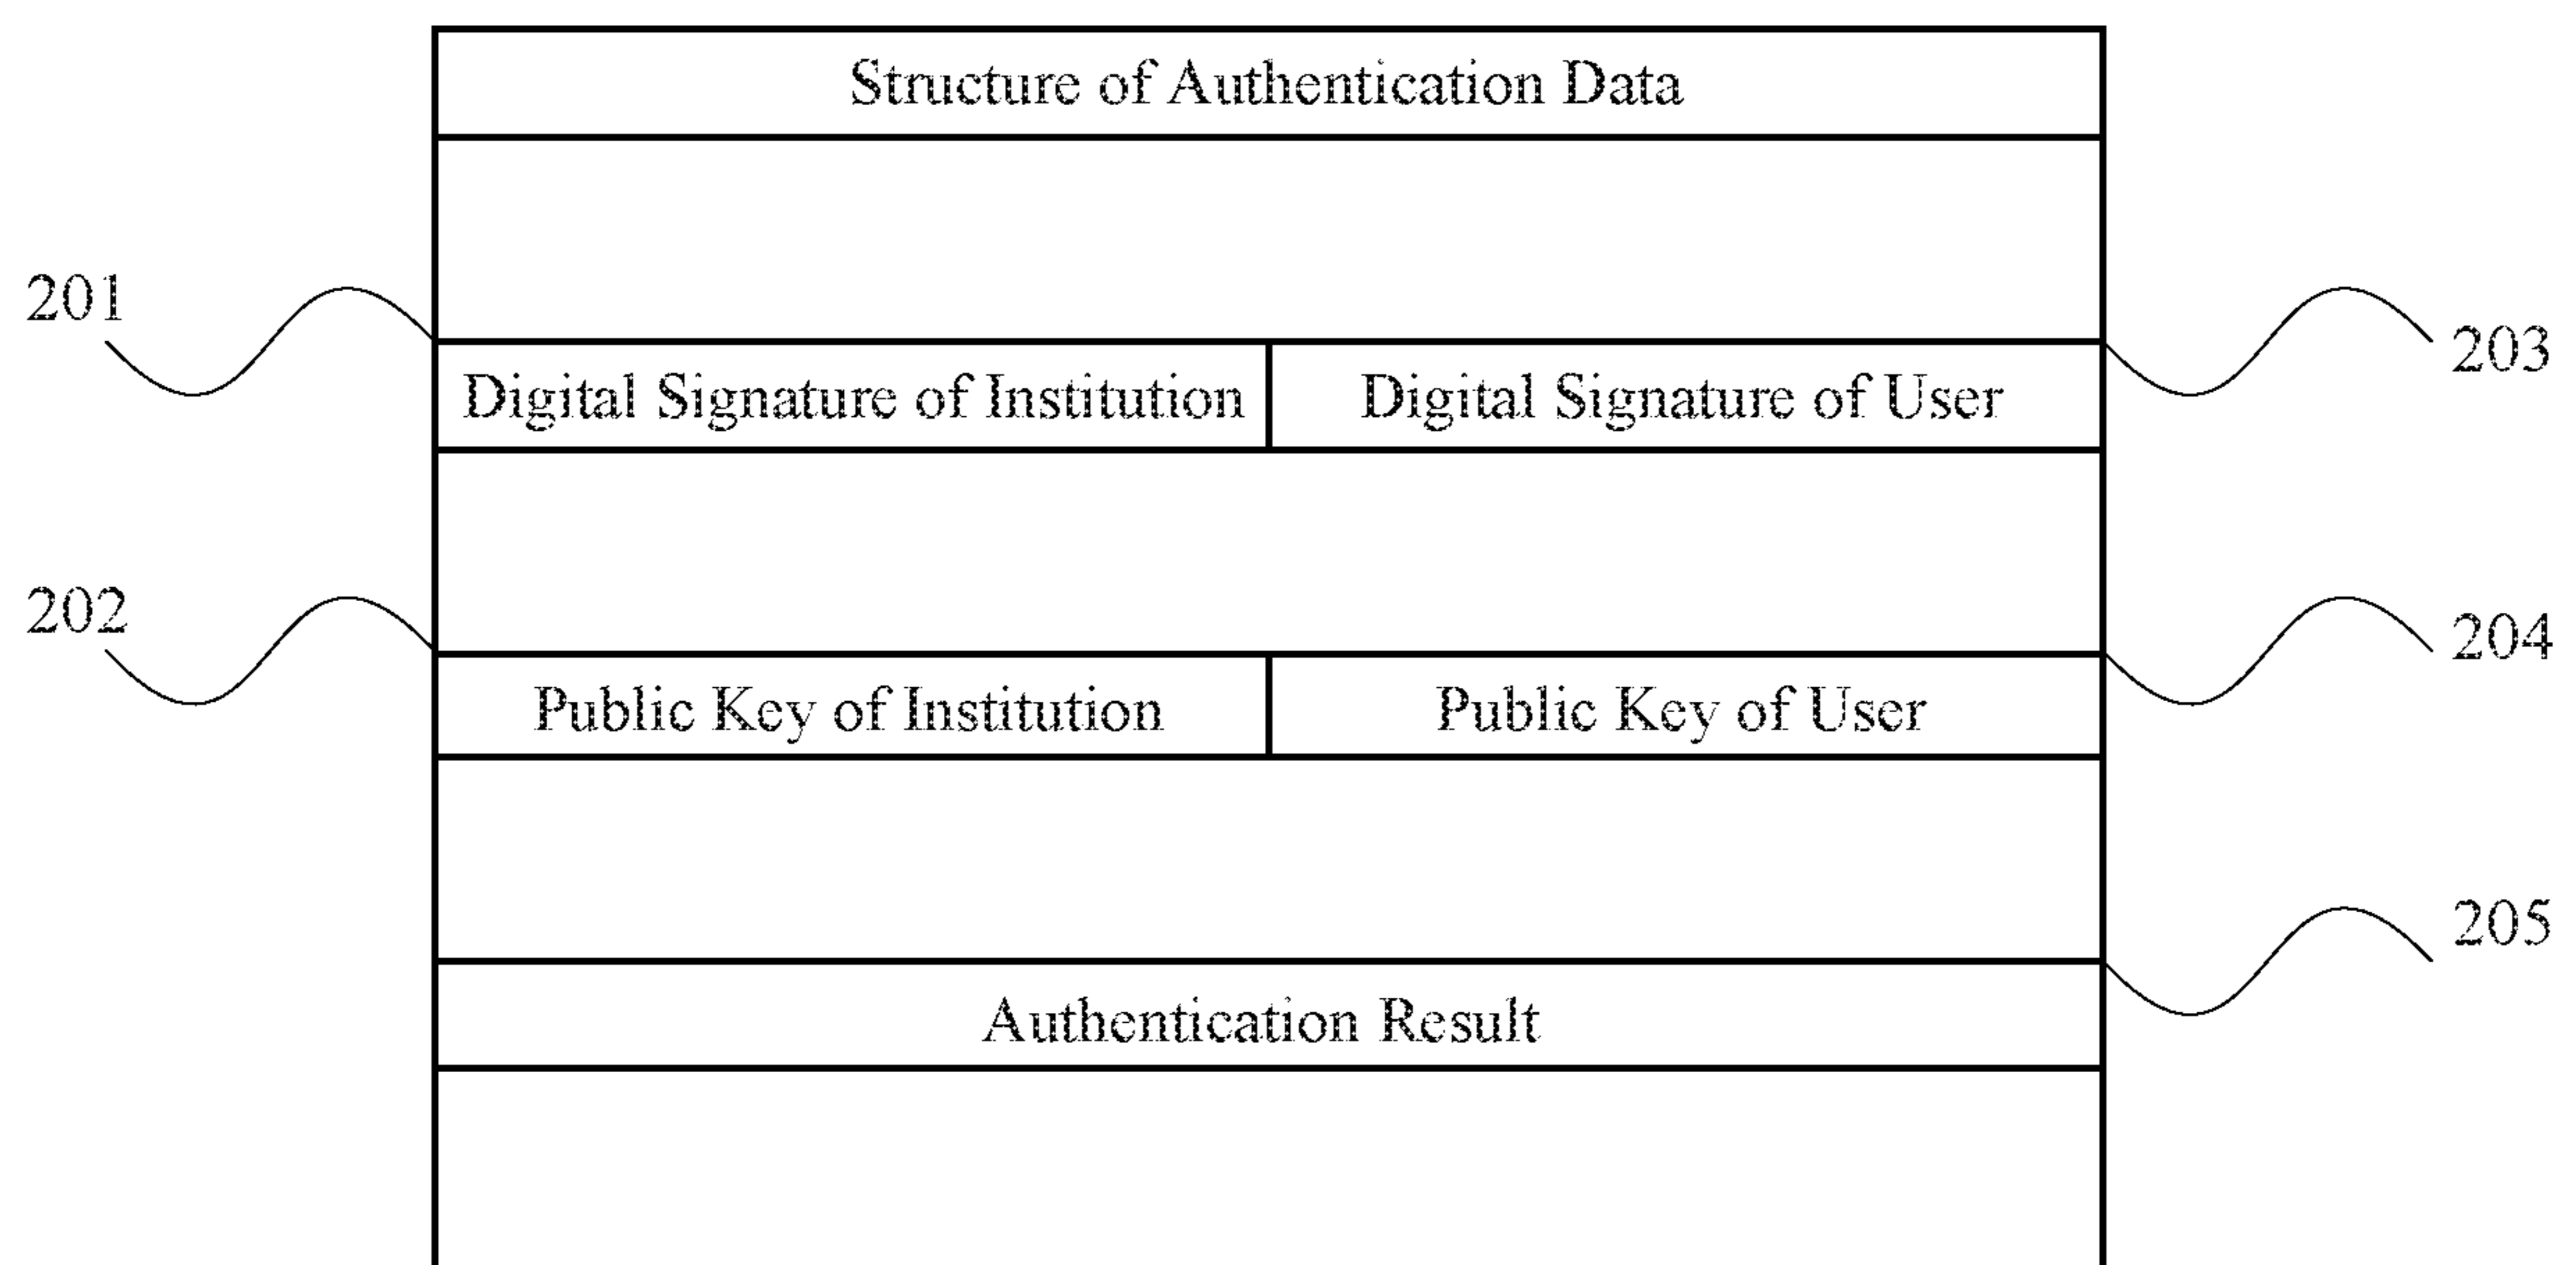 Structure of Authentication Data
201
203
Digital Signature of Institution Digital Signature of User
202
204
Public Key of Institution Public Key of User
205
Authentication Result